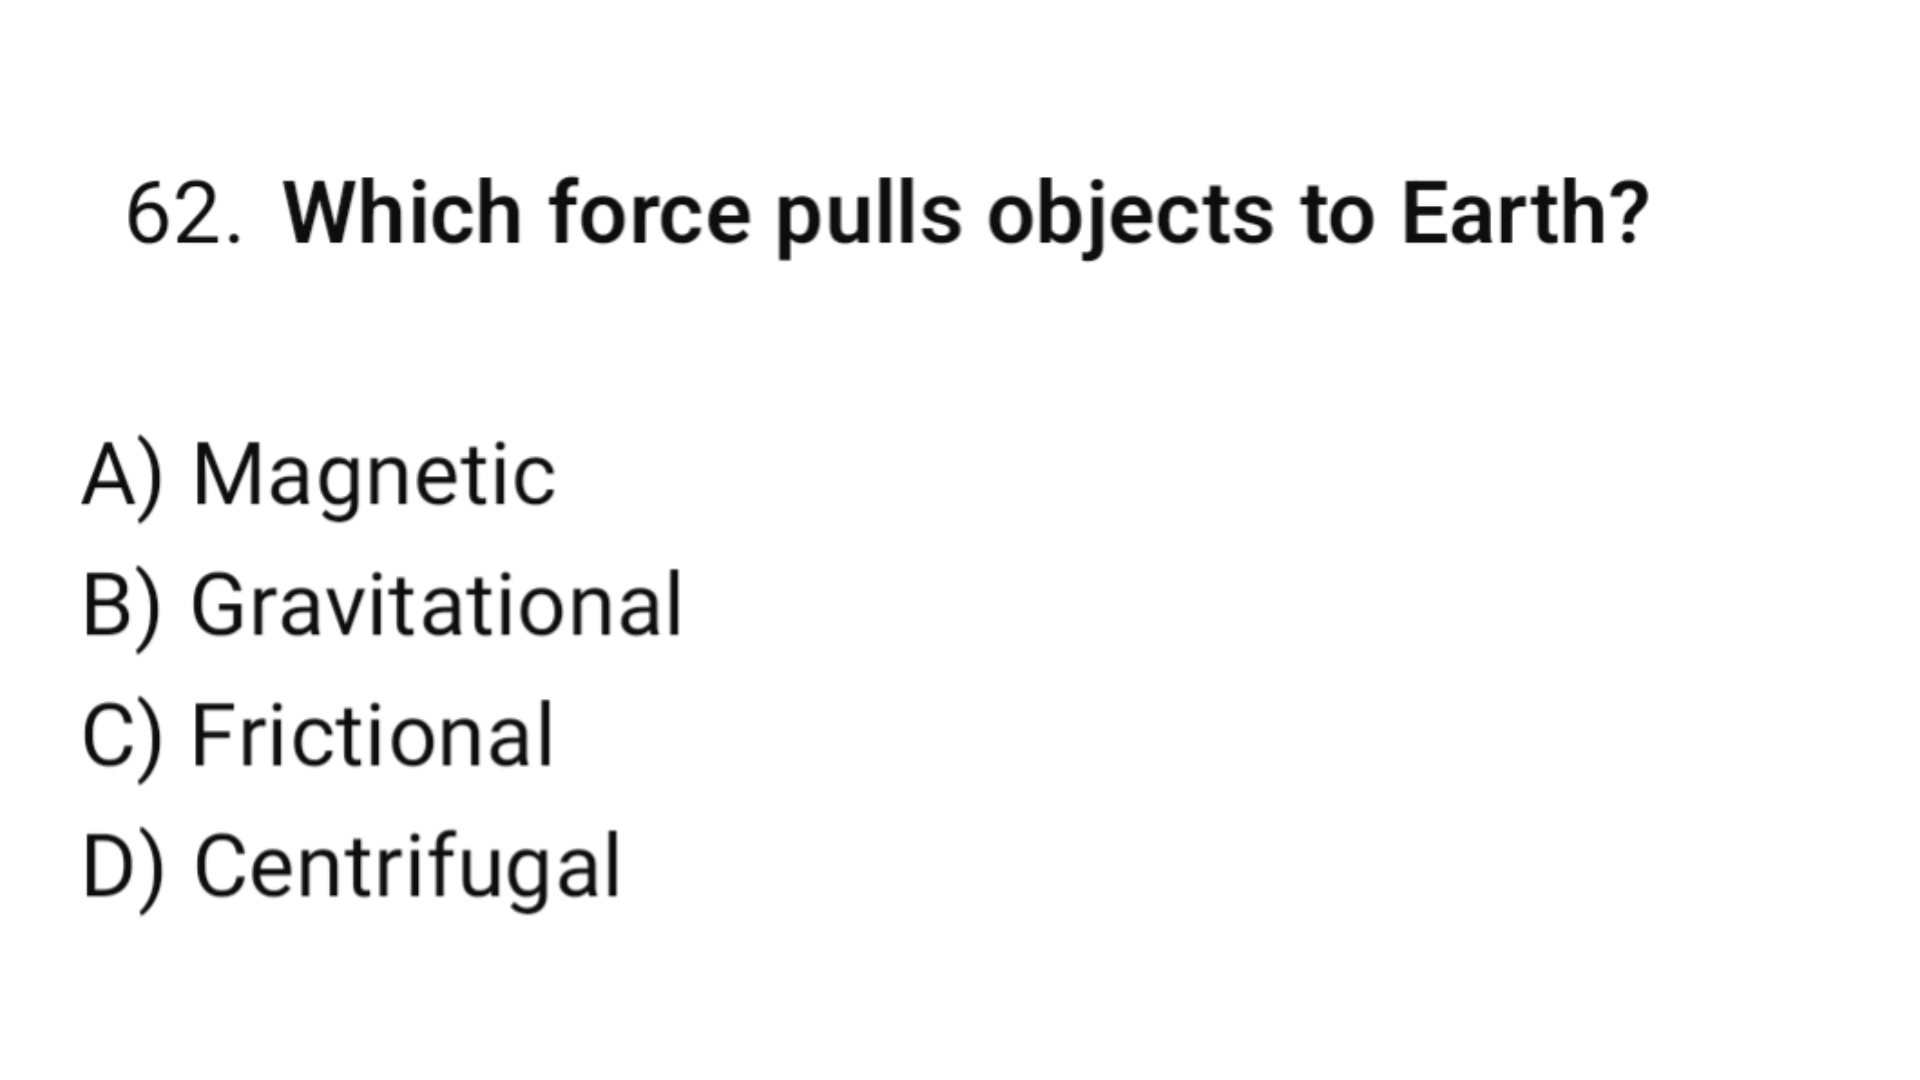 62. Which force pulls objects to Earth?
A) Magnetic
B) Gravitational
C) Frictional
D) Centrifugal